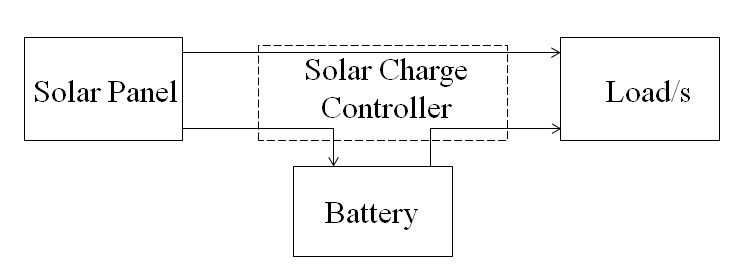 Solar Panel
Solar Charge
Controller
Load/s
Battery